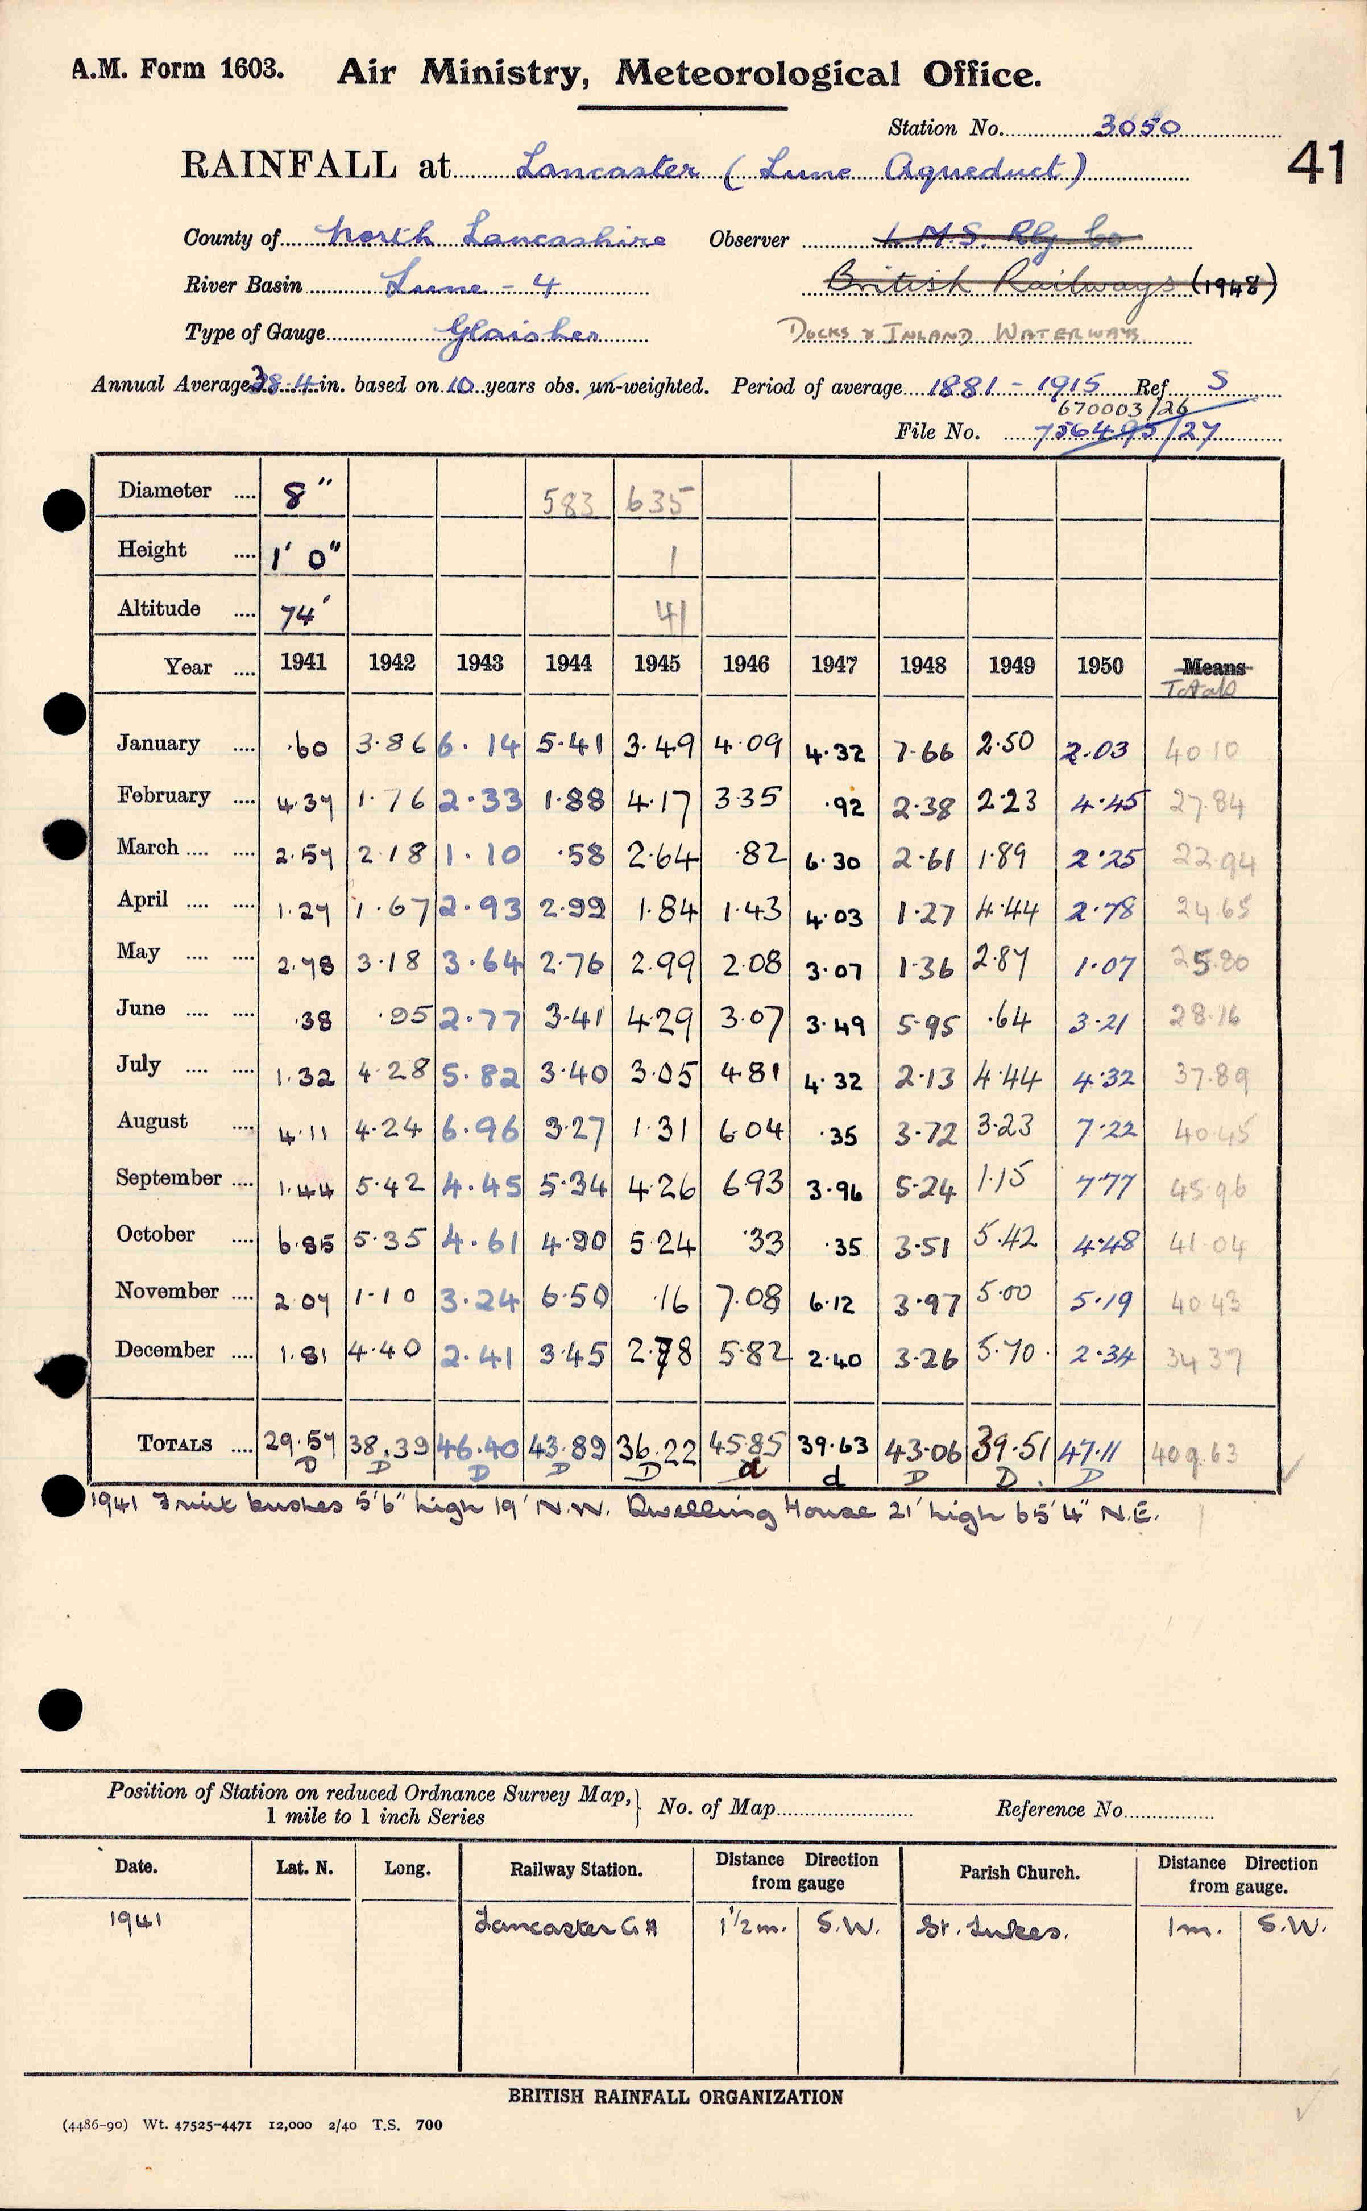 A.M. Form 1603. Air Ministry, Meteorological Office.
Station No. 3050
41
RAINFALL at Lancaster (Lune Aqueduct)
County of North Lancashire Observer L.M.S. Rly Co
River Basin Lune - 4 British Railways (1948)
Type of Gauge Glaisher DOCKS & INLAND WATERWAYS
Annual Average 38.4 in. based on 10 years obs. un-weighted. Period of average 1881 - 1915 Ref S
670003/26
File No. 756495/27
Diameter .... 8" 583 635
Height .... 1' 0" 1
Altitude .... 74' 41
Year .... 1941 1942 1943 1944 1945 1946 1947 1948 1949 1950 Means
Totals
January .... .60 3.86 6.14 5.41 3.49 4.09 4.32 7.66 2.50 2.03 40.10
February .... 4.37 1.76 2.33 1.88 4.17 3.35 .92 2.38 2.23 4.45 27.84
March .... .... 2.57 2.18 1.10 .58 2.64 .82 6.30 2.61 1.89 2.25 22.94
April .... .... 1.27 1.67 2.93 2.99 1.84 1.43 4.03 1.27 4.44 2.78 24.65
May .... .... 2.78 3.18 3.64 2.76 2.99 2.08 3.07 1.36 2.87 1.07 25.80
June .... .... .38 .95 2.77 3.41 4.29 3.07 3.49 5.95 .64 3.21 28.16
July .... .... 1.32 4.28 5.82 3.40 3.05 4.81 4.32 2.13 4.44 4.32 37.89
August .... 4.11 4.24 6.96 3.27 1.31 6.04 .35 3.72 3.23 7.22 40.45
September .... 1.44 5.42 4.45 5.34 4.26 6.93 3.96 5.24 1.15 7.77 45.96
October .... 6.85 5.35 4.61 4.90 5.24 .33 .35 3.51 5.42 4.48 41.04
November .... 2.07 1.10 3.24 6.50 .16 7.08 6.12 3.97 5.00 5.19 40.43
December .... 1.81 4.40 2.41 3.45 2.78 5.82 2.40 3.26 5.70 2.34 34.37
TOTALS .... 29.57 38.39 46.40 43.89 36.22 45.85 39.63 43.06 39.51 47.11 409.63
D D D D D d d D D. D
1941 Fruit bushes 5'6" high 19' N.W. Dwelling House 21' high 65'4" N.E.
Position of Station on reduced Ordnance Survey Map, 1 mile to 1 inch Series No. of Map Reference No.
Date. Lat. N. Long. Railway Station. Distance Direction from gauge Parish Church. Distance Direction from gauge.
1941 Lancaster G.A 1½m. S.W. St. Lukes. 1m. S.W.
BRITISH RAINFALL ORGANIZATION
(4486-90) Wt. 47525-4471 12,000 2/40 T.S. 700